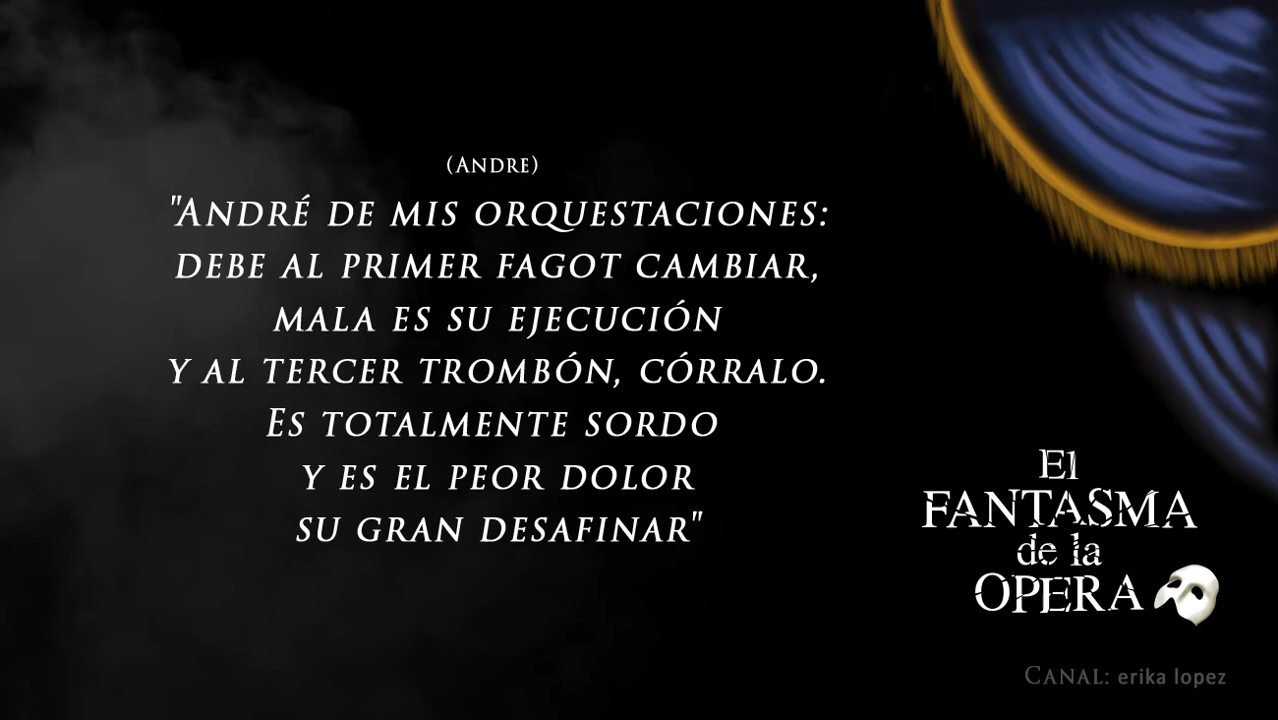 (Andre)
"André de mis orquestaciones:
debe al primer fagot cambiar,
mala es su ejecución
y al tercer trombón, córralo.
Es totalmente sordo
y es el peor dolor
su gran desafinar"
El
FANTASMA
de la
OPERA
Canal: erika lopez